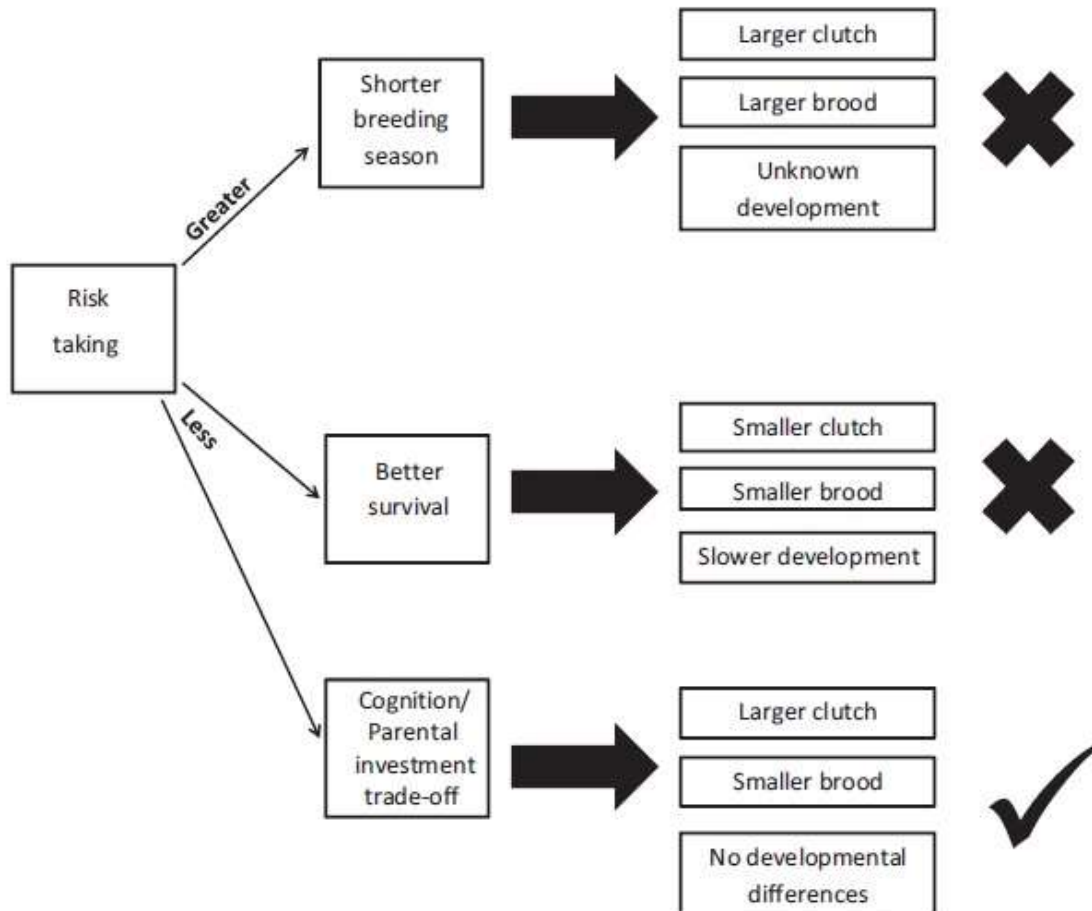 Risk
taking
Greater
Less
Shorter
breeding
season
Larger clutch
Larger brood
Unknown
development
Better
survival
Smaller clutch
Smaller brood
Slower development
Cognition/
Parental
investment
trade-off
Larger clutch
Smaller brood
No developmental
differences